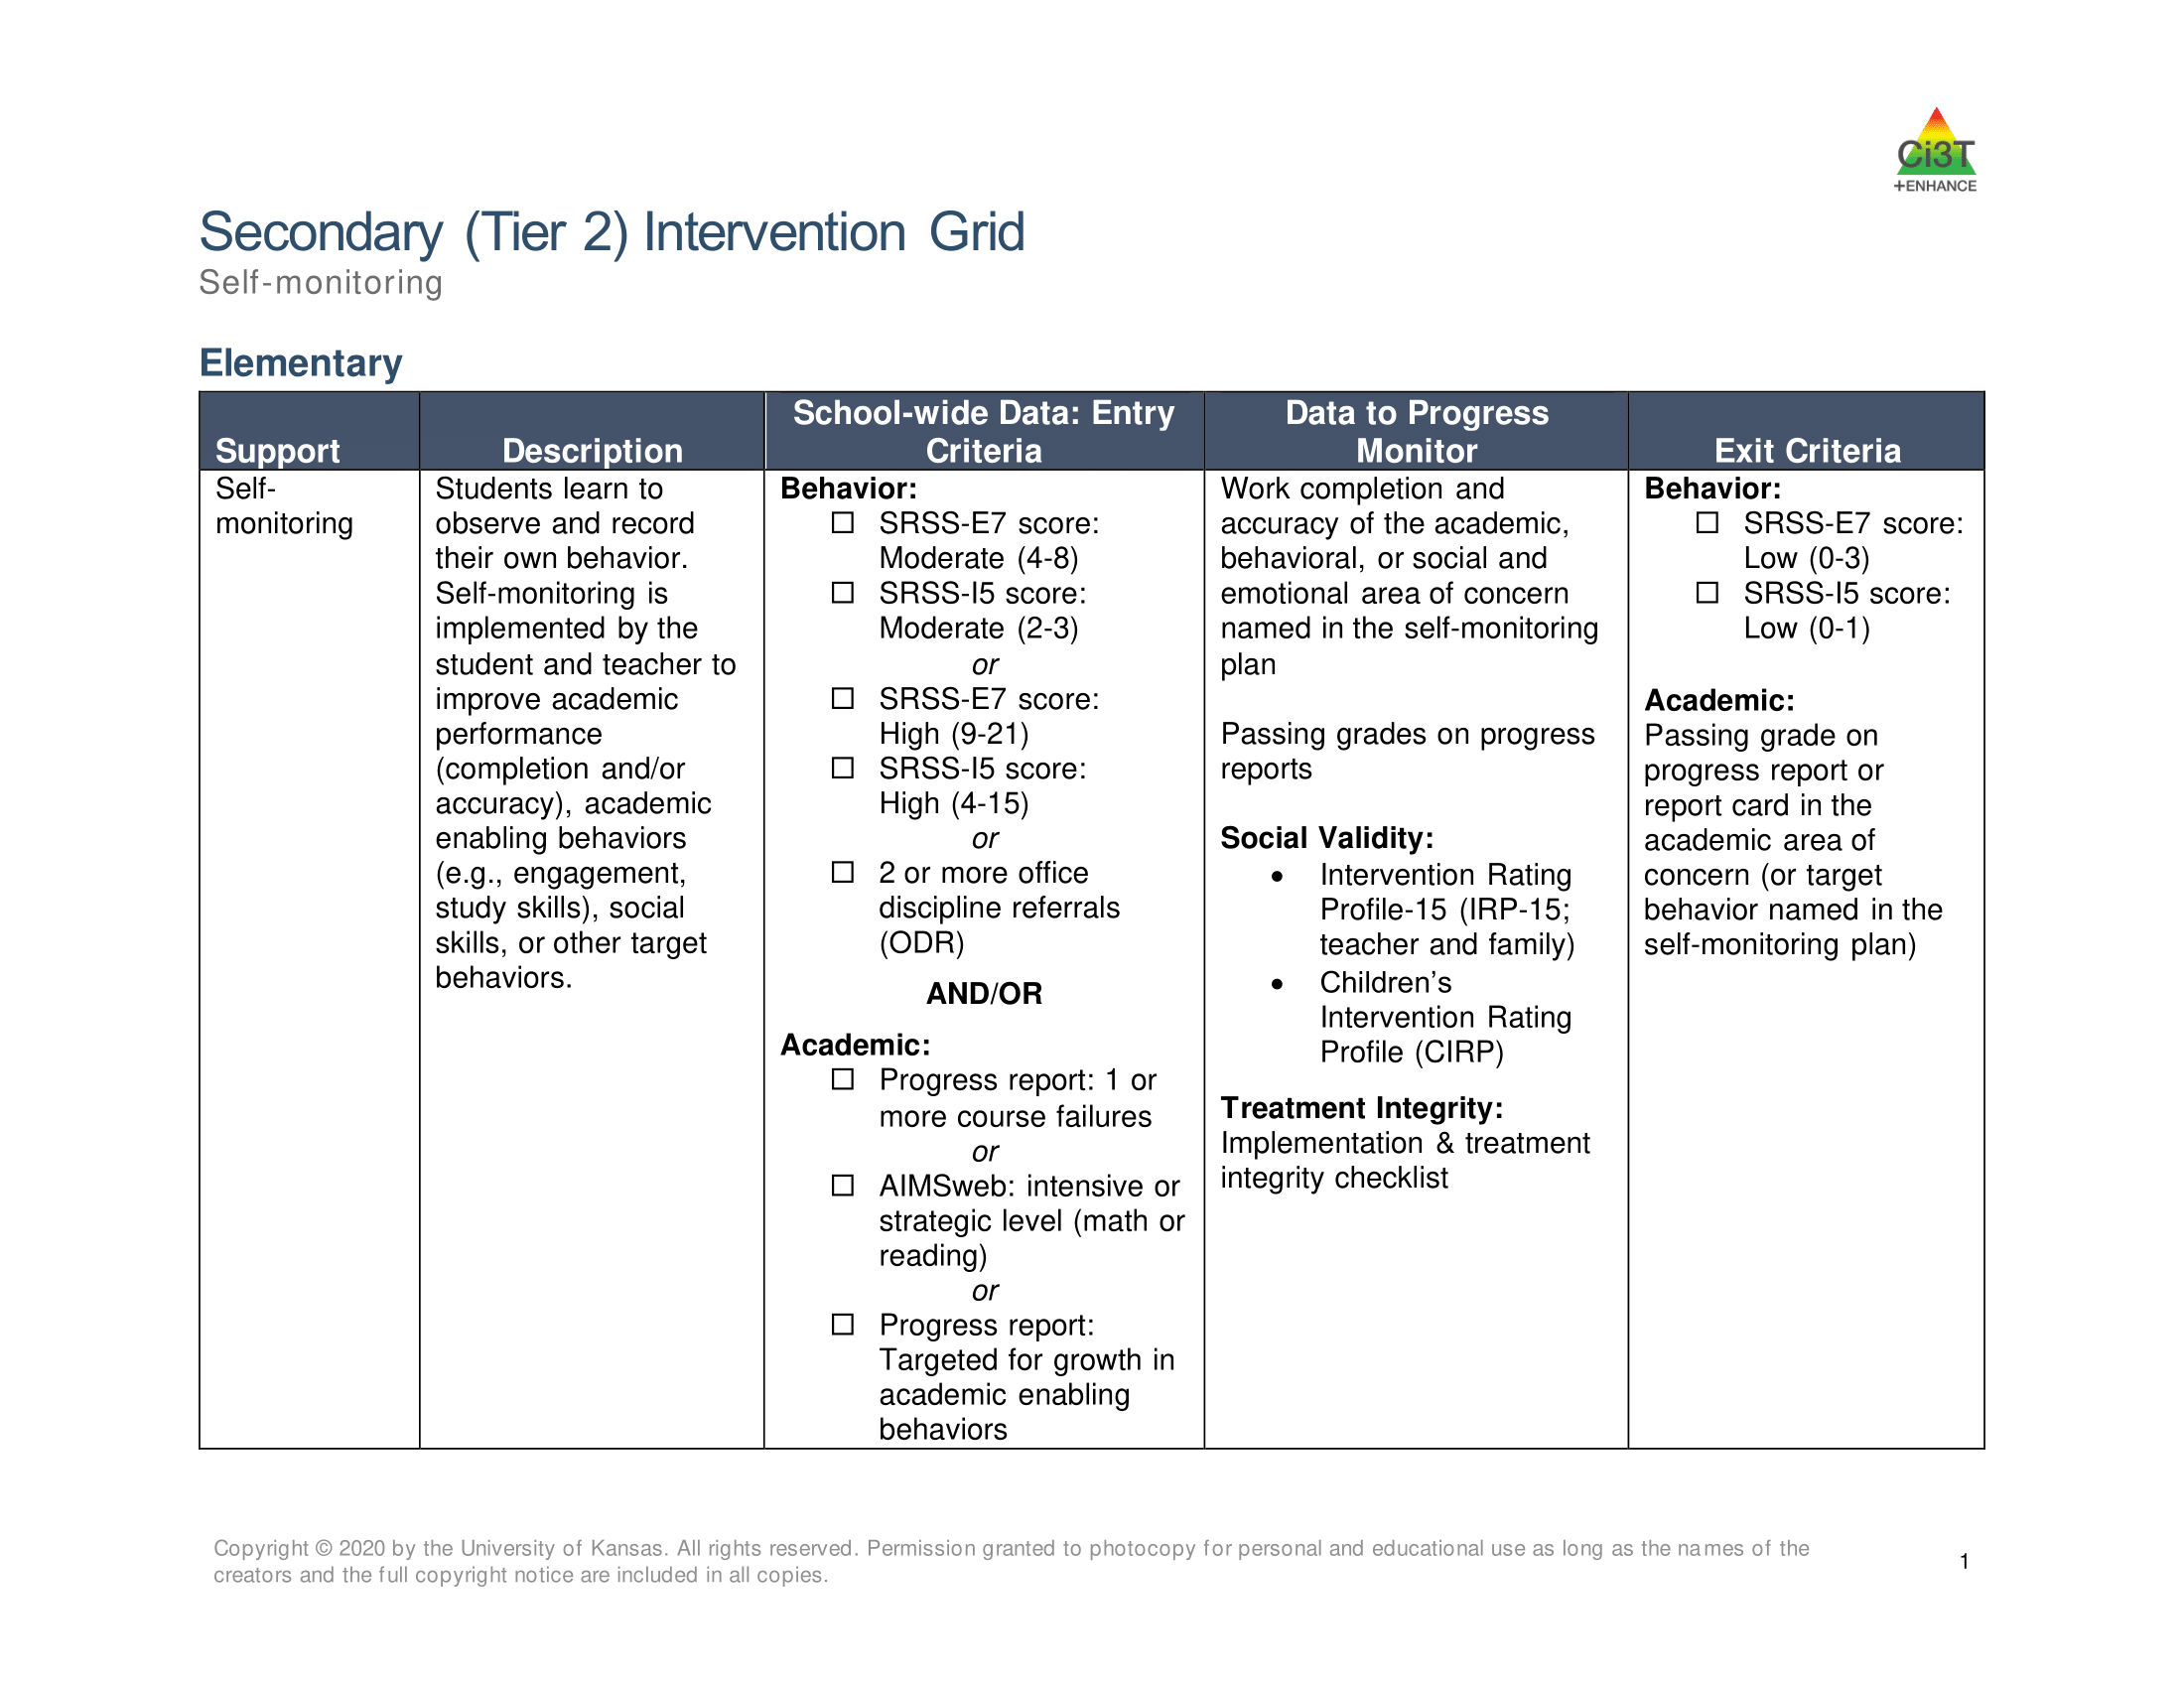 Ci3T
+ENHANCE
Secondary (Tier 2) Intervention Grid
Self-monitoring
Elementary
Support
Description
School-wide Data: Entry
Criteria
Data to Progress
Monitor
Exit Criteria
Self-
monitoring
Students learn to
observe and record
their own behavior.
Self-monitoring is
implemented by the
student and teacher to
improve academic
performance
(completion and/or
accuracy), academic
enabling behaviors
(e.g., engagement,
study skills), social
skills, or other target
behaviors.
Behavior:
☐ SRSS-E7 score:
Moderate (4-8)
☐ SRSS-I5 score:
Moderate (2-3)
or
☐ SRSS-E7 score:
High (9-21)
☐ SRSS-I5 score:
High (4-15)
or
☐ 2 or more office
discipline referrals
(ODR)
AND/OR
Academic:
☐ Progress report: 1 or
more course failures
or
☐ AIMSweb: intensive or
strategic level (math or
reading)
or
☐ Progress report:
Targeted for growth in
academic enabling
behaviors
Work completion and
accuracy of the academic,
behavioral, or social and
emotional area of concern
named in the self-monitoring
plan
Passing grades on progress
reports
Social Validity:
• Intervention Rating
Profile-15 (IRP-15;
teacher and family)
• Children’s
Intervention Rating
Profile (CIRP)
Treatment Integrity:
Implementation & treatment
integrity checklist
Behavior:
☐ SRSS-E7 score:
Low (0-3)
☐ SRSS-I5 score:
Low (0-1)
Academic:
Passing grade on
progress report or
report card in the
academic area of
concern (or target
behavior named in the
self-monitoring plan)
Copyright © 2020 by the University of Kansas. All rights reserved. Permission granted to photocopy for personal and educational use as long as the names of the
creators and the full copyright notice are included in all copies.
1